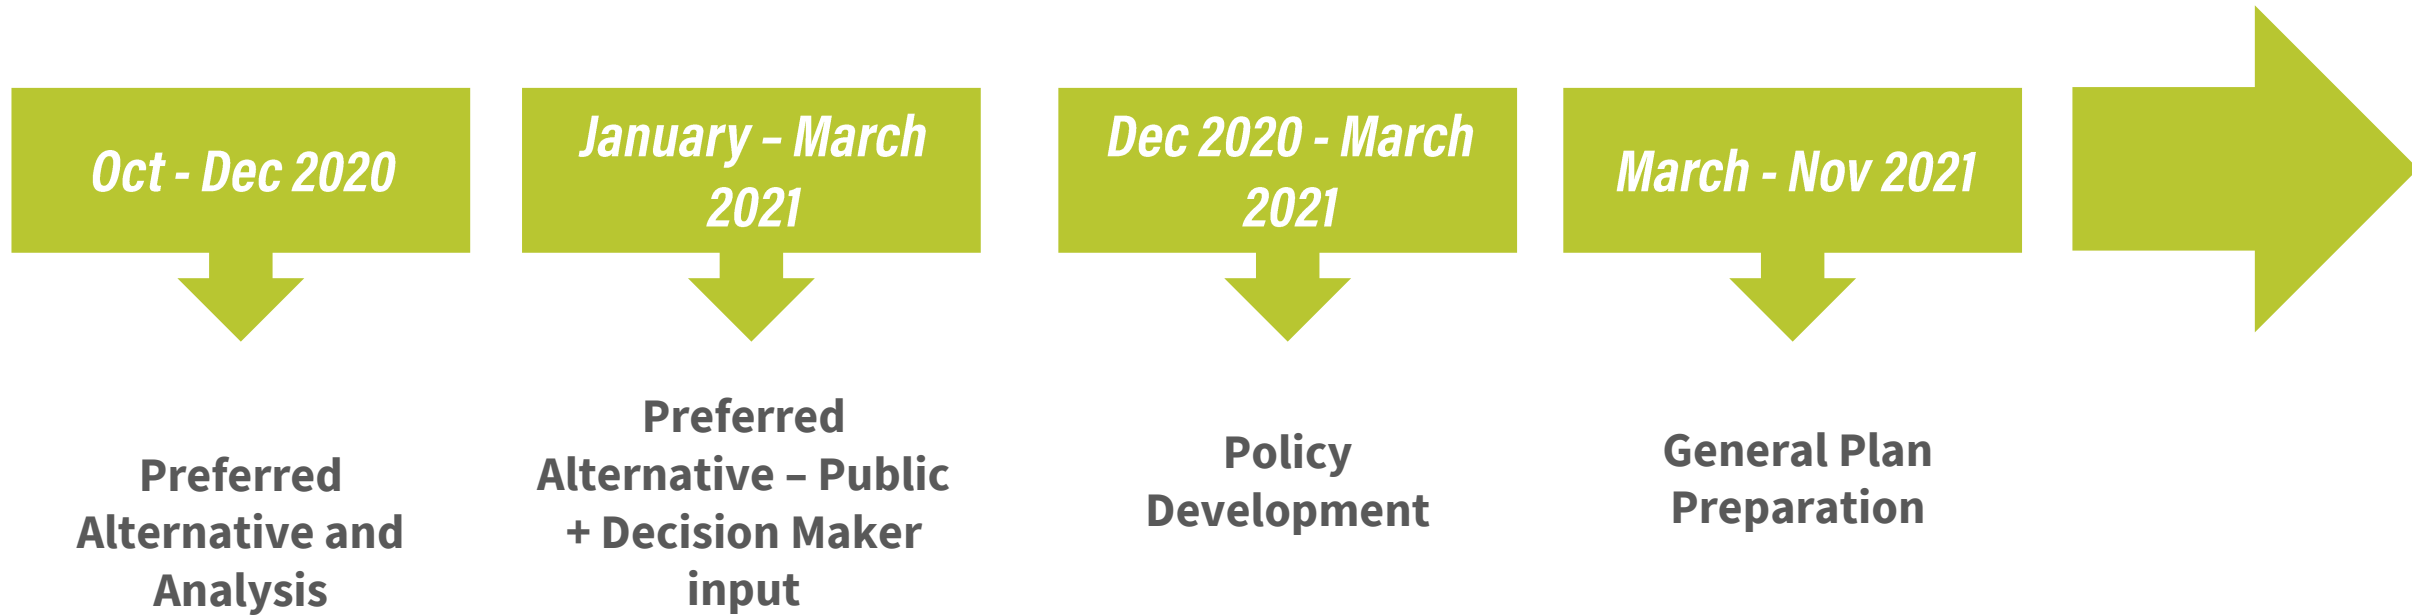 Oct - Dec 2020
Preferred
Alternative and
Analysis
January – March
2021
Preferred
Alternative – Public
+ Decision Maker
input
Dec 2020 - March
2021
Policy
Development
March - Nov 2021
General Plan
Preparation